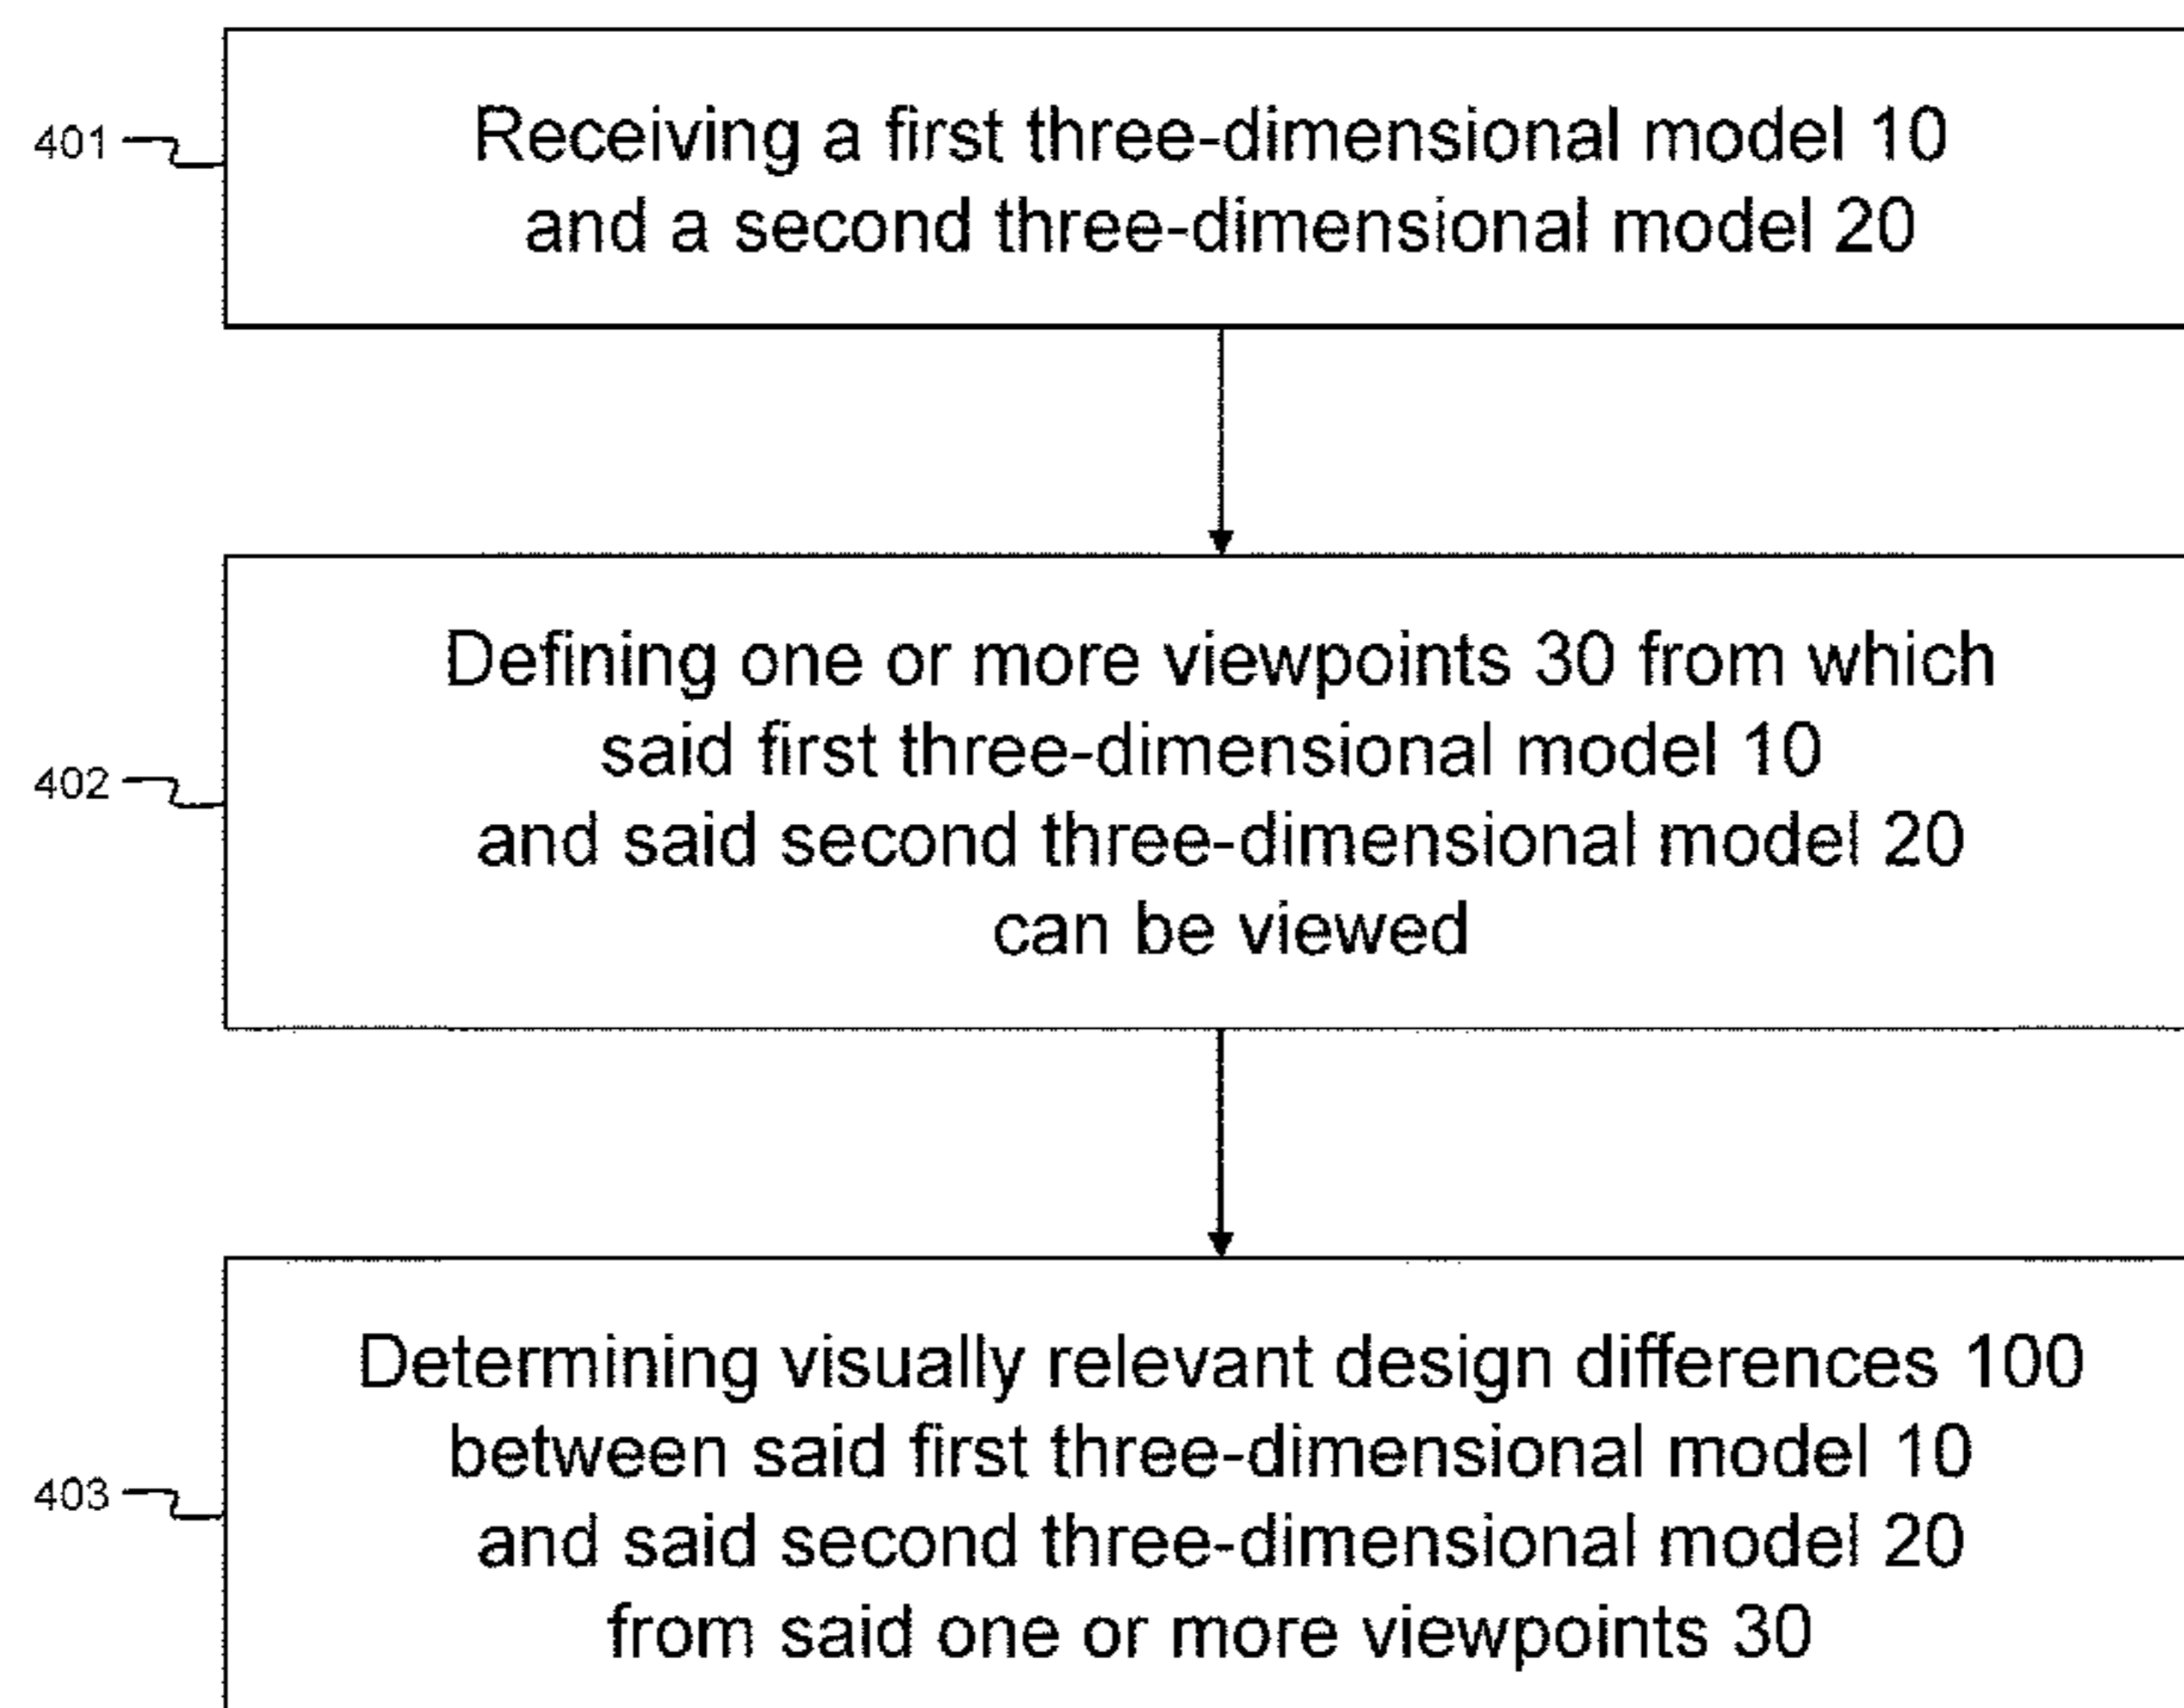 401
Receiving a first three-dimensional model 10
and a second three-dimensional model 20
402
Defining one or more viewpoints 30 from which
said first three-dimensional model 10
and said second three-dimensional model 20
can be viewed
403
Determining visually relevant design differences 100
between said first three-dimensional model 10
and said second three-dimensional model 20
from said one or more viewpoints 30